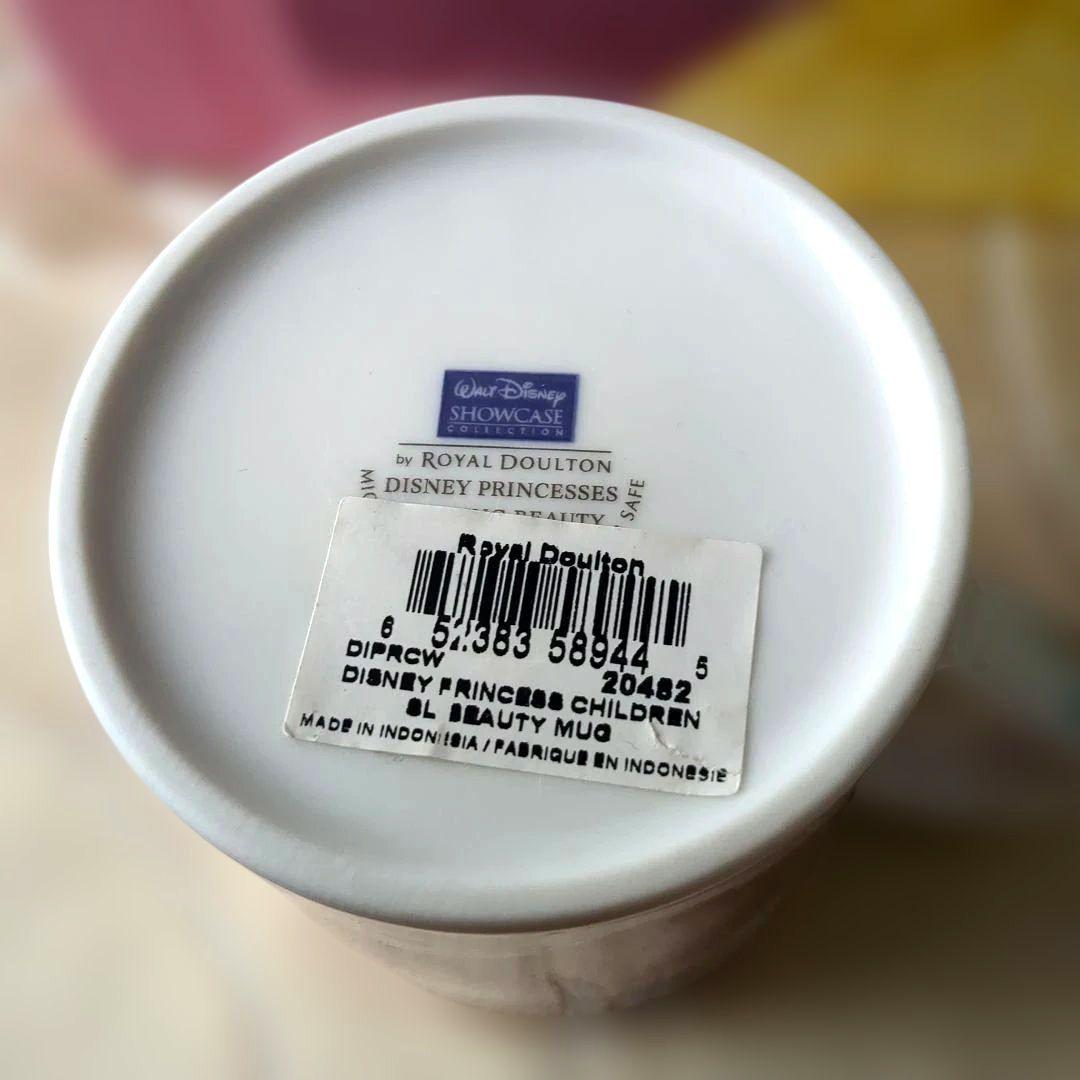 WALT DISNEY
SHOWCASE
COLLECTION
by ROYAL DOULTON
DISNEY PRINCESSES
SAFE
BEAUTY
Royal Doulton
6 52383 58944 5
DIPRCW
20482
DISNEY PRINCESS CHILDREN
SL BEAUTY MUG
MADE IN INDONESIA / FABRIQUE EN INDONESIE